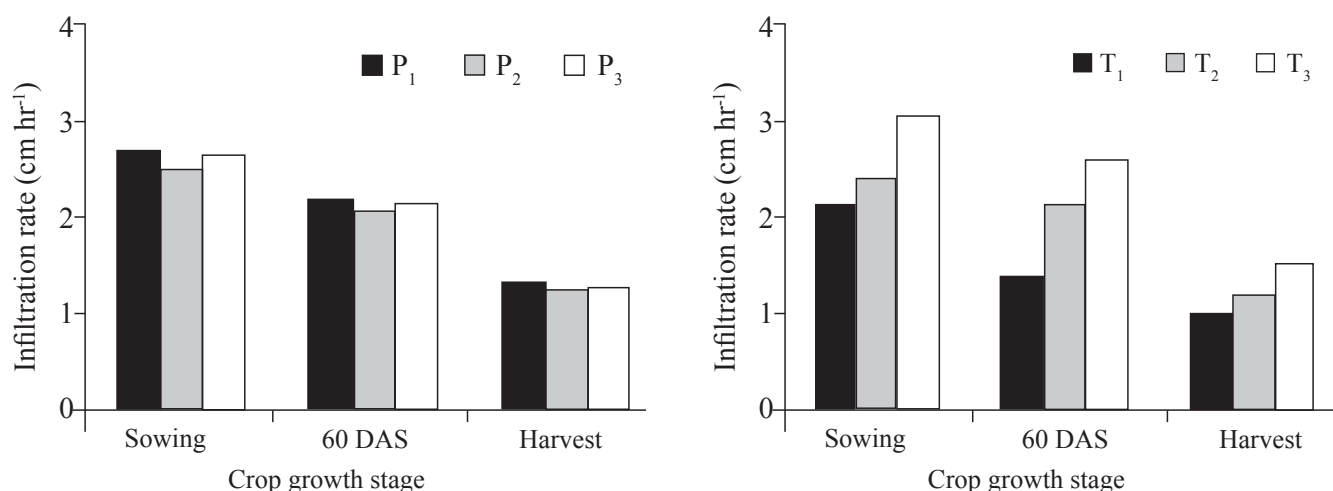 4
3
2
1
0
Infiltration rate (cm hr⁻¹)
P₁ P₂ P₃
Sowing 60 DAS Harvest
Crop growth stage
4
3
2
1
0
Infiltration rate (cm hr⁻¹)
T₁ T₂ T₃
Sowing 60 DAS Harvest
Crop growth stage